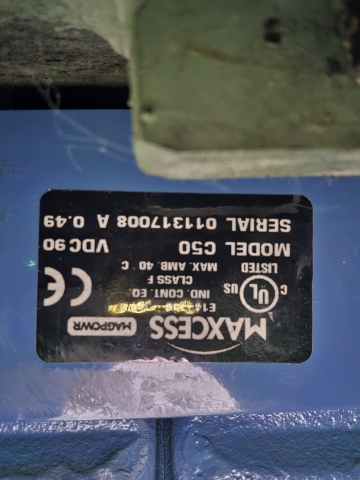 MAXCESS
MAGPOWR
IND. CONT. EQ.
CLASS F
MAX. AMB. 40 °C
C UL US
LISTED
CE
MODEL C50 VDC 90
SERIAL 011317008 A 0.49